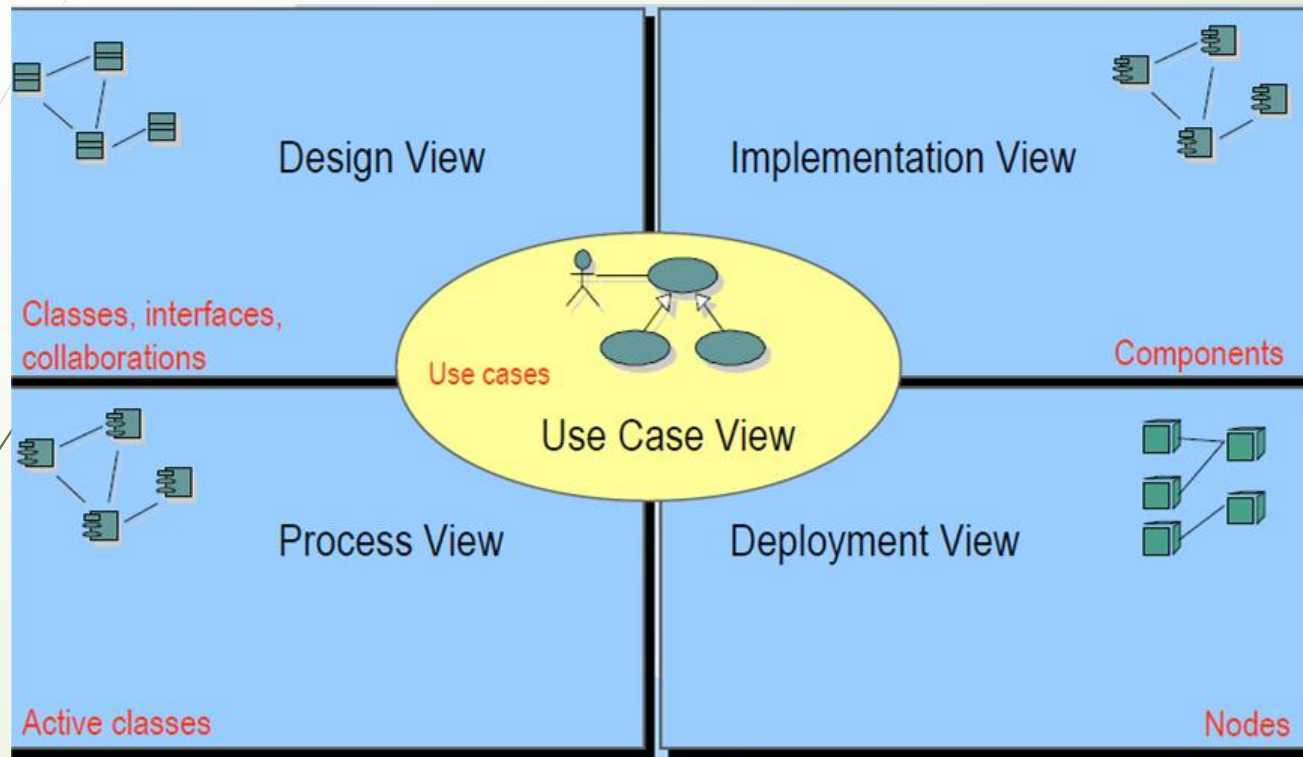 Design View
Implementation View
Classes, interfaces,
collaborations
Components
Use cases
Use Case View
Process View
Deployment View
Active classes
Nodes